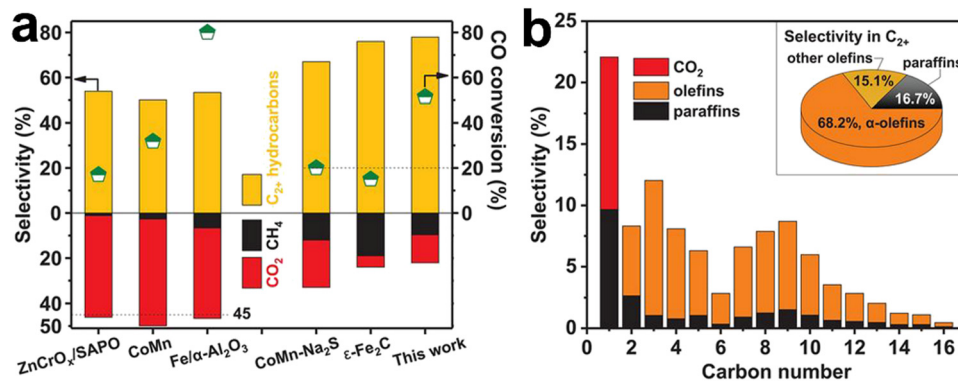 a
Selectivity (%)
80
60
40
20
0
20
40
50
C₂₊ hydrocarbons
CH₄
CO₂
45
80
60
40
20
0
CO conversion (%)
ZnCrOₓ/SAPO
CoMn
Fe/α-Al₂O₃
CoMn-Na₂S
ε-Fe₂C
This work
b
Selectivity (%)
25
20
15
10
5
0
CO₂
olefins
paraffins
Selectivity in C₂₊
other olefins
paraffins
15.1%
16.7%
68.2%, α-olefins
0 2 4 6 8 10 12 14 16
Carbon number